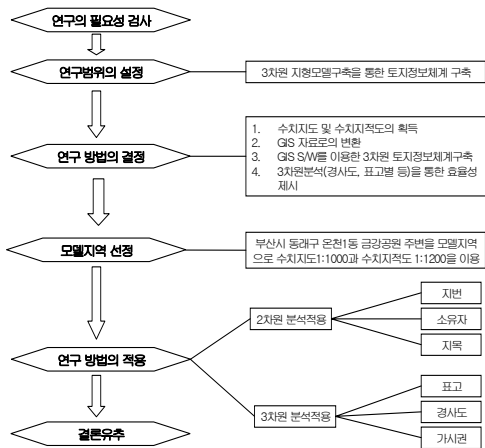 연구의 필요성 검사
연구범위의 설정
3차원 지형모델구축을 통한 토지정보체계 구축
연구 방법의 결정
1. 수치지도 및 수치지적도의 획득
2. GIS 자료로의 변환
3. GIS S/W를 이용한 3차원 토지정보체계구축
4. 3차원분석(경사도, 표고별 등)을 통한 효율성
제시
모델지역 선정
부산시 동래구 온천1동 금강공원 주변을 모델지역
으로 수치지도1:1000과 수치지적도 1:1200을 이용
연구 방법의 적용
2차원 분석적용
지번
소유자
지목
3차원 분석적용
표고
경사도
가시권
결론유추